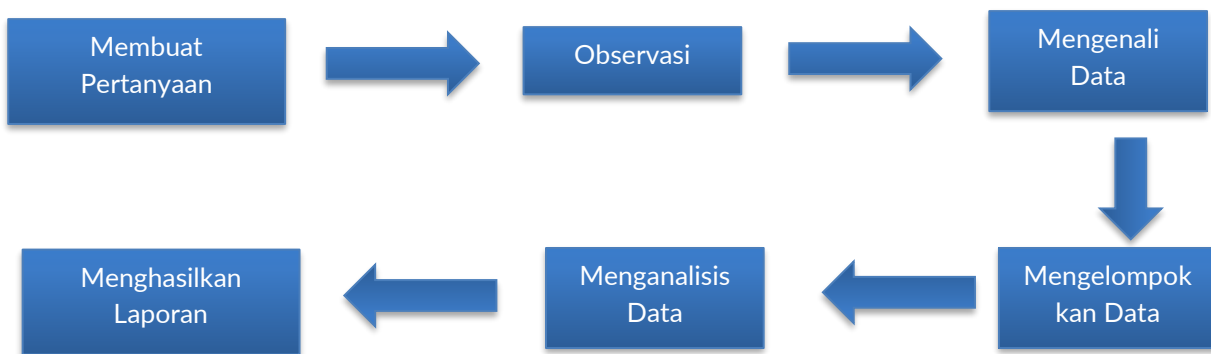 Membuat
Pertanyaan
Observasi
Mengenali
Data
Mengelompok
kan Data
Menganalisis
Data
Menghasilkan
Laporan